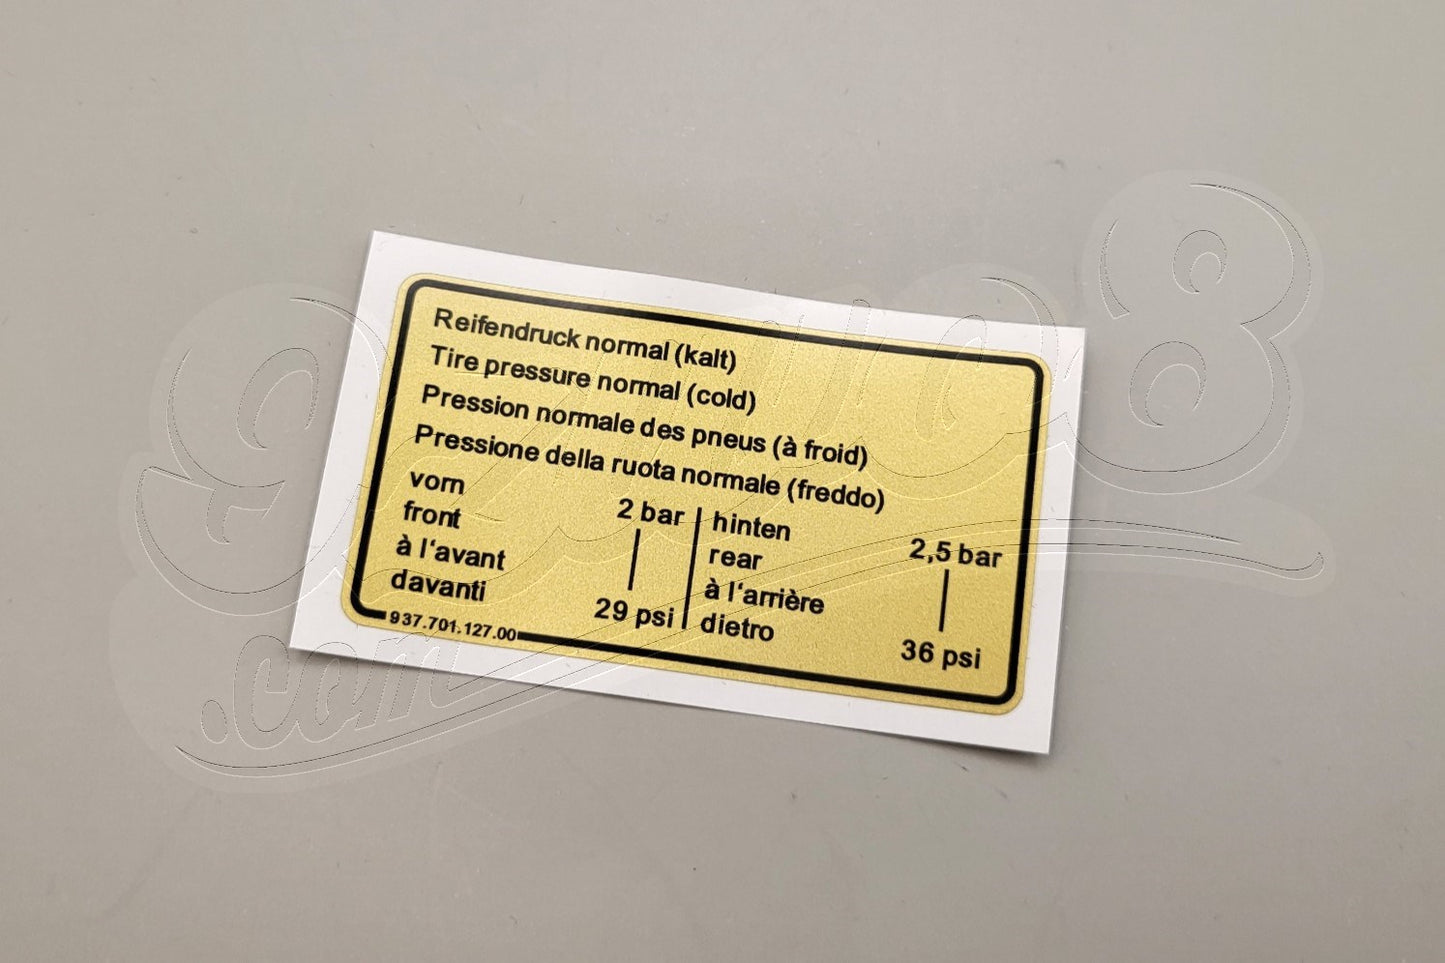 Reifendruck normal (kalt)
Tire pressure normal (cold)
Pression normale des pneus (à froid)
Pressione della ruota normale (freddo)
vorn
front
à l'avant
davanti
2 bar
29 psi
hinten
rear
à l'arrière
dietro
2,5 bar
36 psi
937.701.127.00
.com